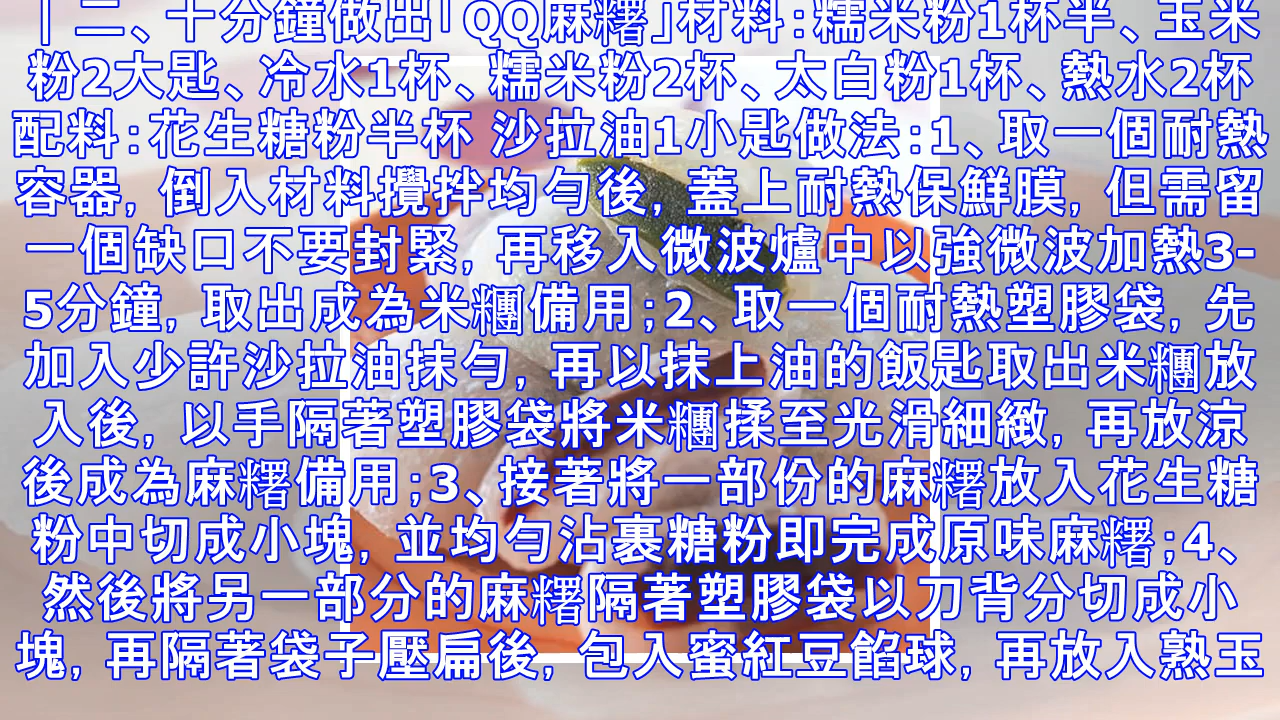 二、十分鐘做出「QQ麻糬」材料:糯米粉1杯半、玉米
粉2大匙、冷水1杯、糯米粉2杯、太白粉1杯、熱水2杯
配料:花生糖粉半杯 沙拉油1小匙做法:1、取一個耐熱
容器, 倒入材料攪拌均勻後, 蓋上耐熱保鮮膜, 但需留
一個缺口不要封緊, 再移入微波爐中以強微波加熱3-
5分鐘, 取出成為米糰備用;2、取一個耐熱塑膠袋, 先
加入少許沙拉油抹勻, 再以抹上油的飯匙取出米糰放
入後, 以手隔著塑膠袋將米糰揉至光滑細緻, 再放涼
後成為麻糬備用;3、接著將一部份的麻糬放入花生糖
粉中切成小塊, 並均勻沾裹糖粉即完成原味麻糬;4、
然後將另一部分的麻糬隔著塑膠袋以刀背分切成小
塊, 再隔著袋子壓扁後, 包入蜜紅豆餡球, 再放入熟玉